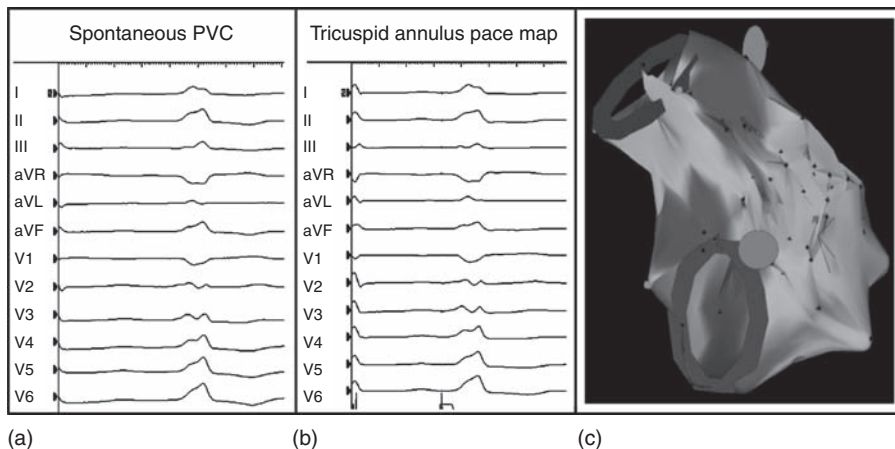 Spontaneous PVC
I
II
III
aVR
aVL
aVF
V1
V2
V3
V4
V5
V6
Tricuspid annulus pace map
I
II
III
aVR
aVL
aVF
V1
V2
V3
V4
V5
V6
(a)
(b)
(c)